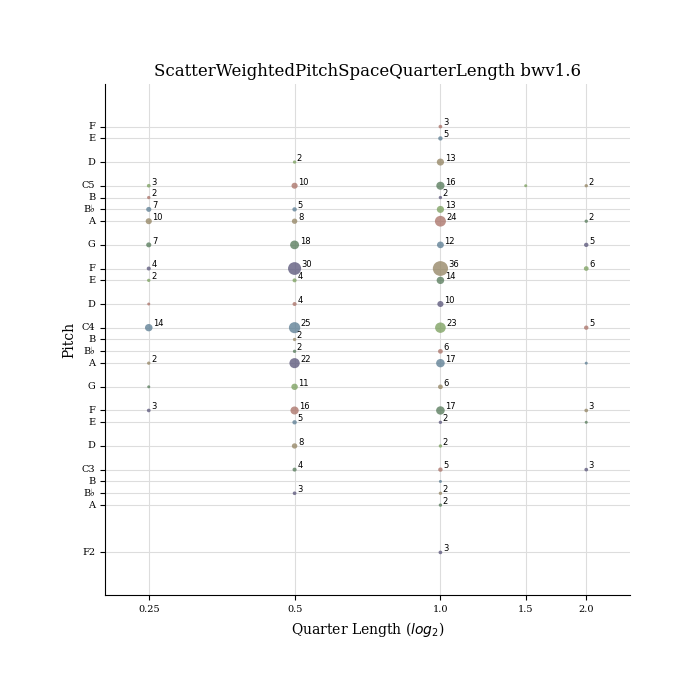 ScatterWeightedPitchSpaceQuarterLength bwv1.6
F 3
E 5
D 2 13
C5 3 10 16 2
B 2 2
B♭ 7 5 13
A 10 8 24 2
G 7 18 12 5
F 4 30 36 6
E 2 4 14
D 4 10
C4 14 25 23 5
B 2
B♭ 2 6
A 2 22 17
G 11 6
F 3 16 17 3
E 5 2
D 8 2
C3 4 5 3
B
B♭ 3 2
A 2
F2 3
Pitch
0.25 0.5 1.0 1.5 2.0
Quarter Length (log2)